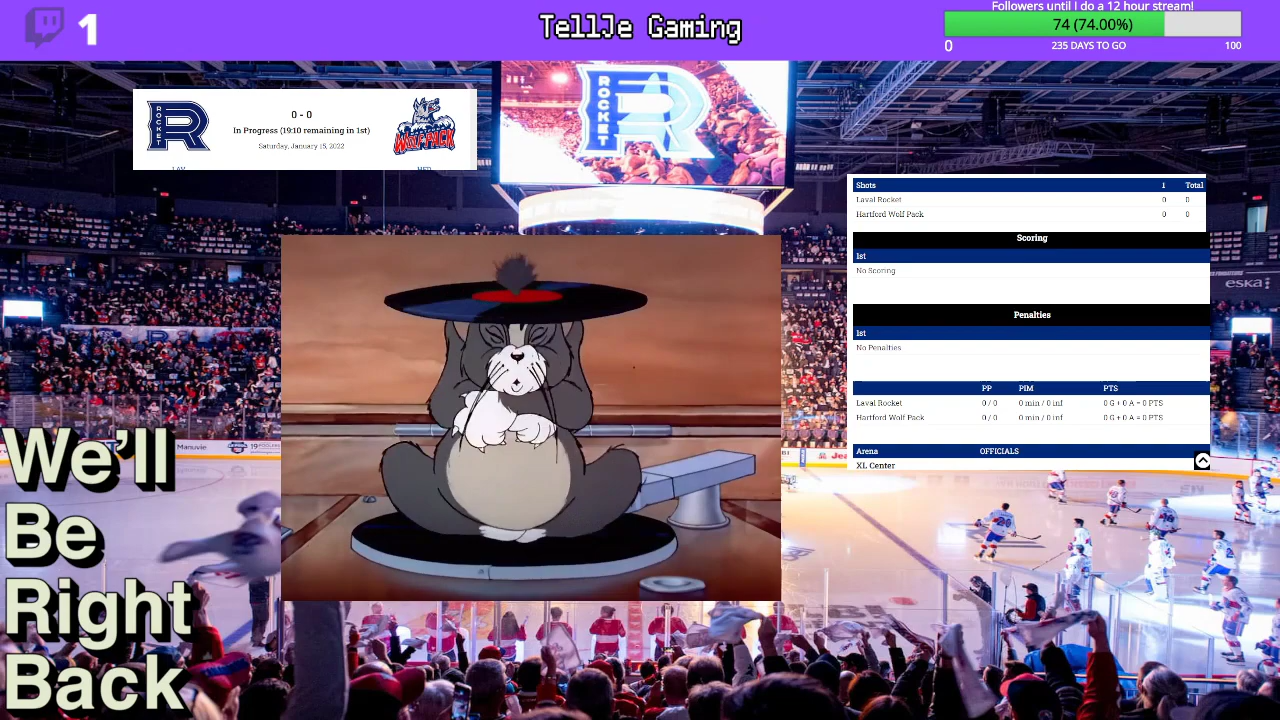 1
TellJe Gaming
Followers until I do a 12 hour stream!
74 (74.00%)
0
235 DAYS TO GO
100
ROCKET
R
0 - 0
In Progress (19:10 remaining in 1st)
Saturday, January 15, 2022
WOLFPACK
ROCKET
R
Shots 1 Total
Laval Rocket 0 0
Hartford Wolf Pack 0 0
Scoring
1st
No Scoring
Penalties
1st
No Penalties
PP PIM PTS
Laval Rocket 0 / 0 0 min / 0 inf 0 G + 0 A = 0 PTS
Hartford Wolf Pack 0 / 0 0 min / 0 inf 0 G + 0 A = 0 PTS
Arena OFFICIALS
XL Center
eska
Manuvie
We'll
Be
Right
Back